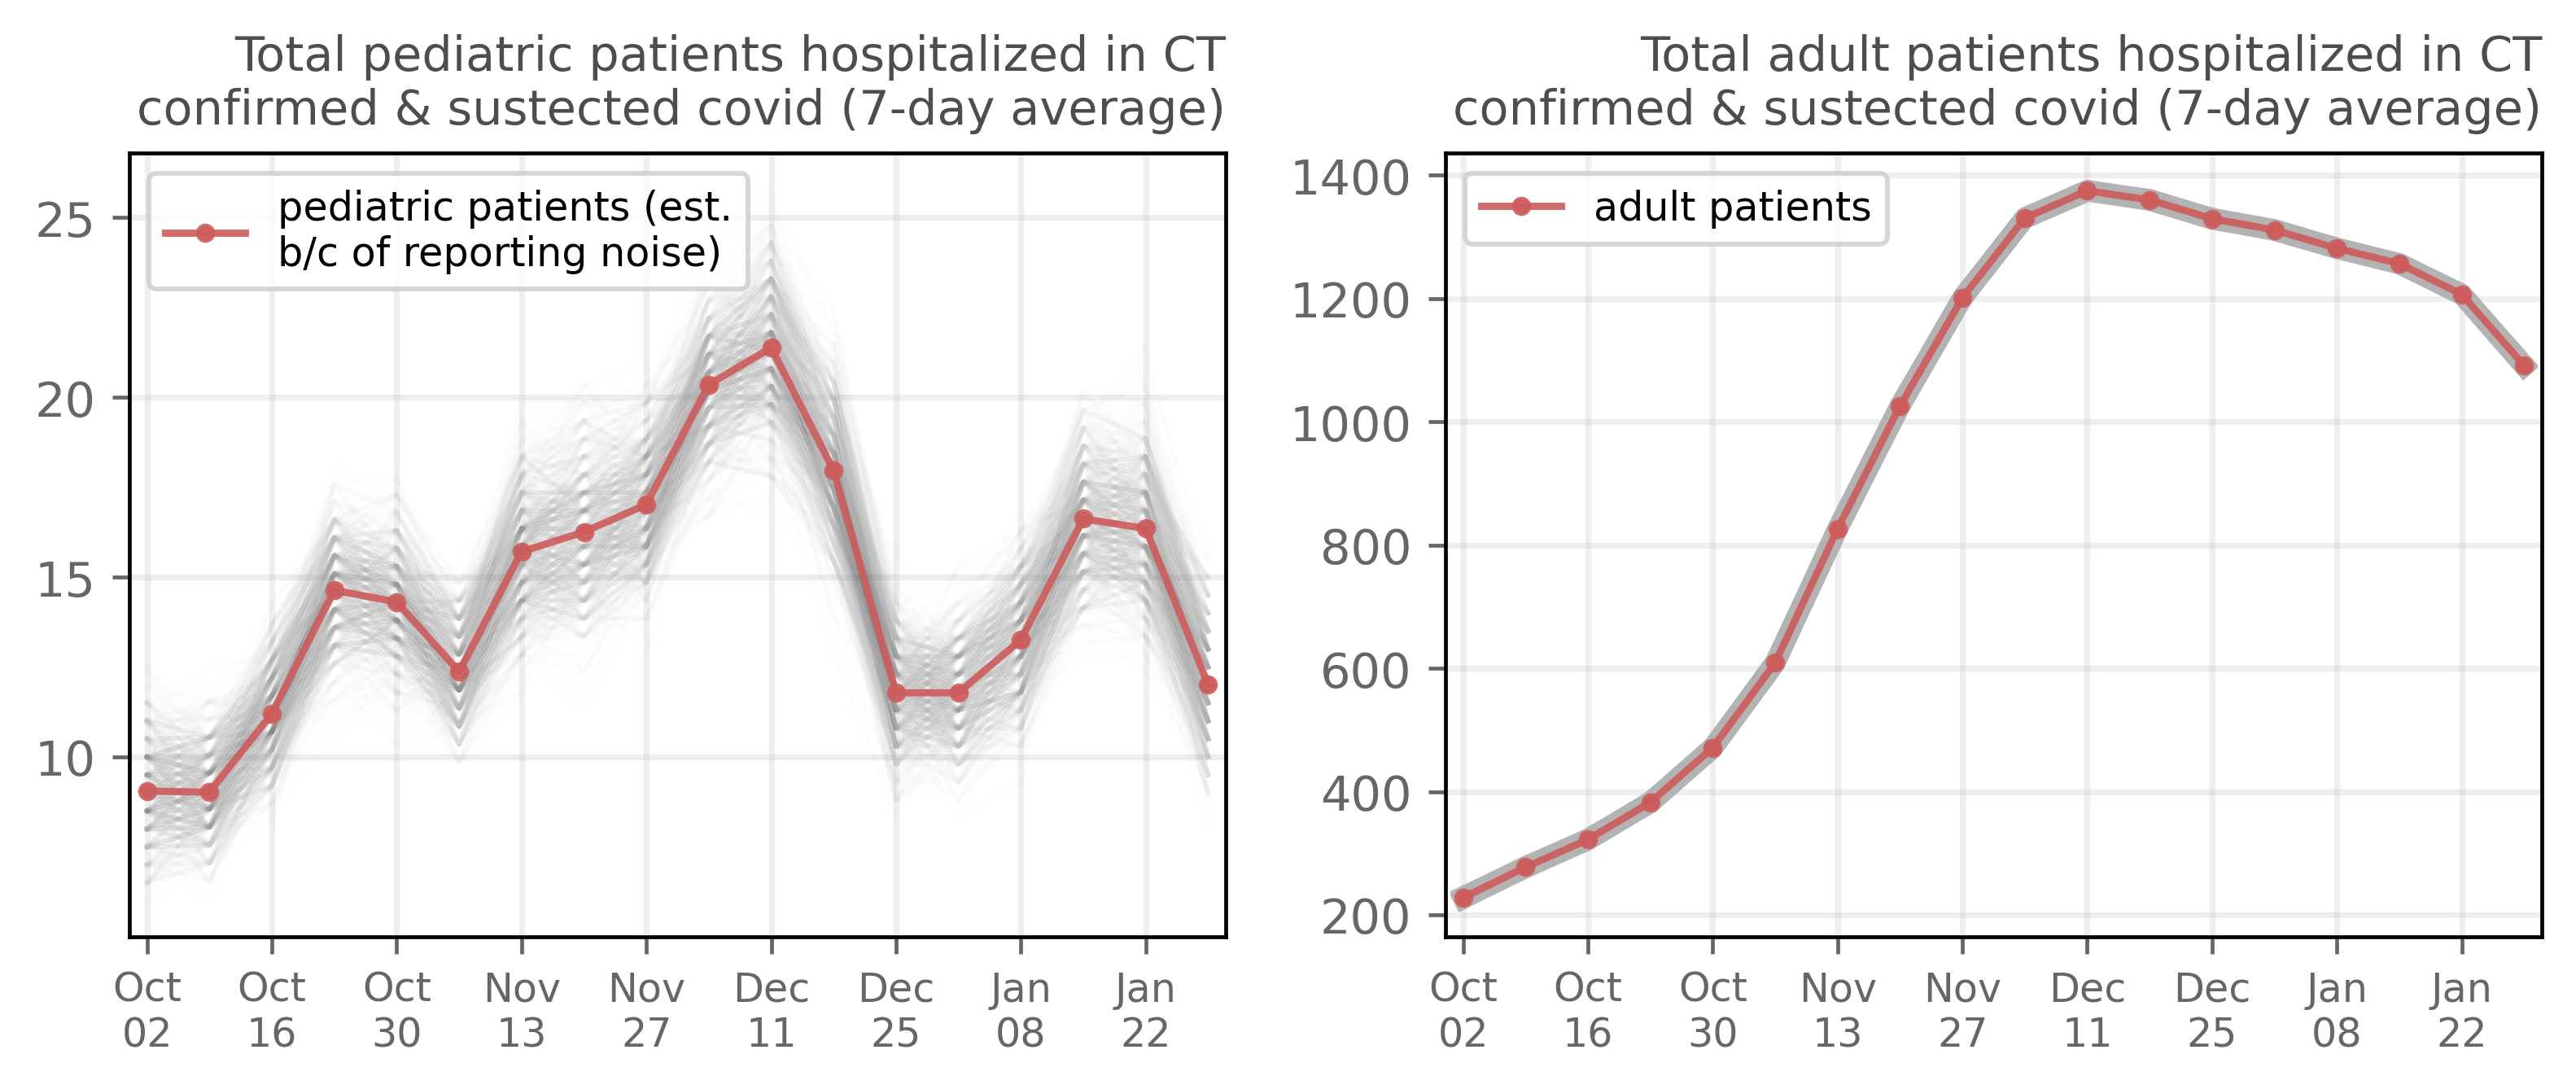 Total pediatric patients hospitalized in CT
confirmed & sustected covid (7-day average)
pediatric patients (est.
b/c of reporting noise)
25
20
15
10
Oct
02
Oct
16
Oct
30
Nov
13
Nov
27
Dec
11
Dec
25
Jan
08
Jan
22
Total adult patients hospitalized in CT
confirmed & sustected covid (7-day average)
adult patients
1400
1200
1000
800
600
400
200
Oct
02
Oct
16
Oct
30
Nov
13
Nov
27
Dec
11
Dec
25
Jan
08
Jan
22